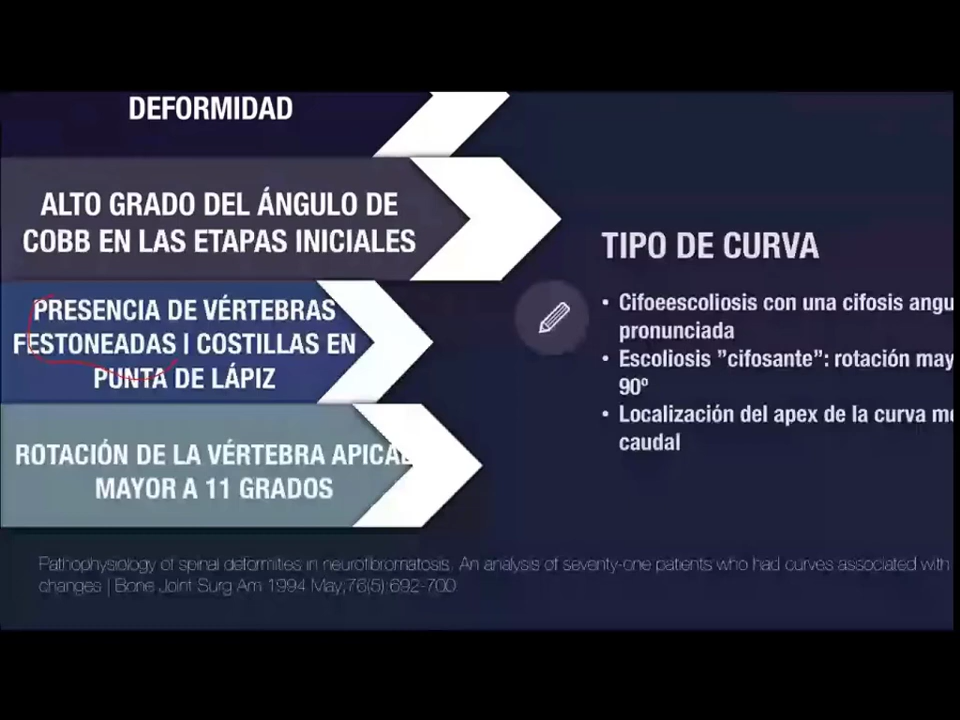 DEFORMIDAD
ALTO GRADO DEL ÁNGULO DE
COBB EN LAS ETAPAS INICIALES
PRESENCIA DE VÉRTEBRAS
FESTONEADAS | COSTILLAS EN
PUNTA DE LÁPIZ
ROTACIÓN DE LA VÉRTEBRA APICAL
MAYOR A 11 GRADOS
TIPO DE CURVA
• Cifoeescoliosis con una cifosis angu
pronunciada
• Escoliosis ”cifosante”: rotación may
90º
• Localización del apex de la curva m
caudal
Pathophysiology of spinal deformities in neurofibromatosis. An analysis of seventy-one patients who had curves associated with
changes | Bone Joint Surg Am 1994 May;76(5):692-700.